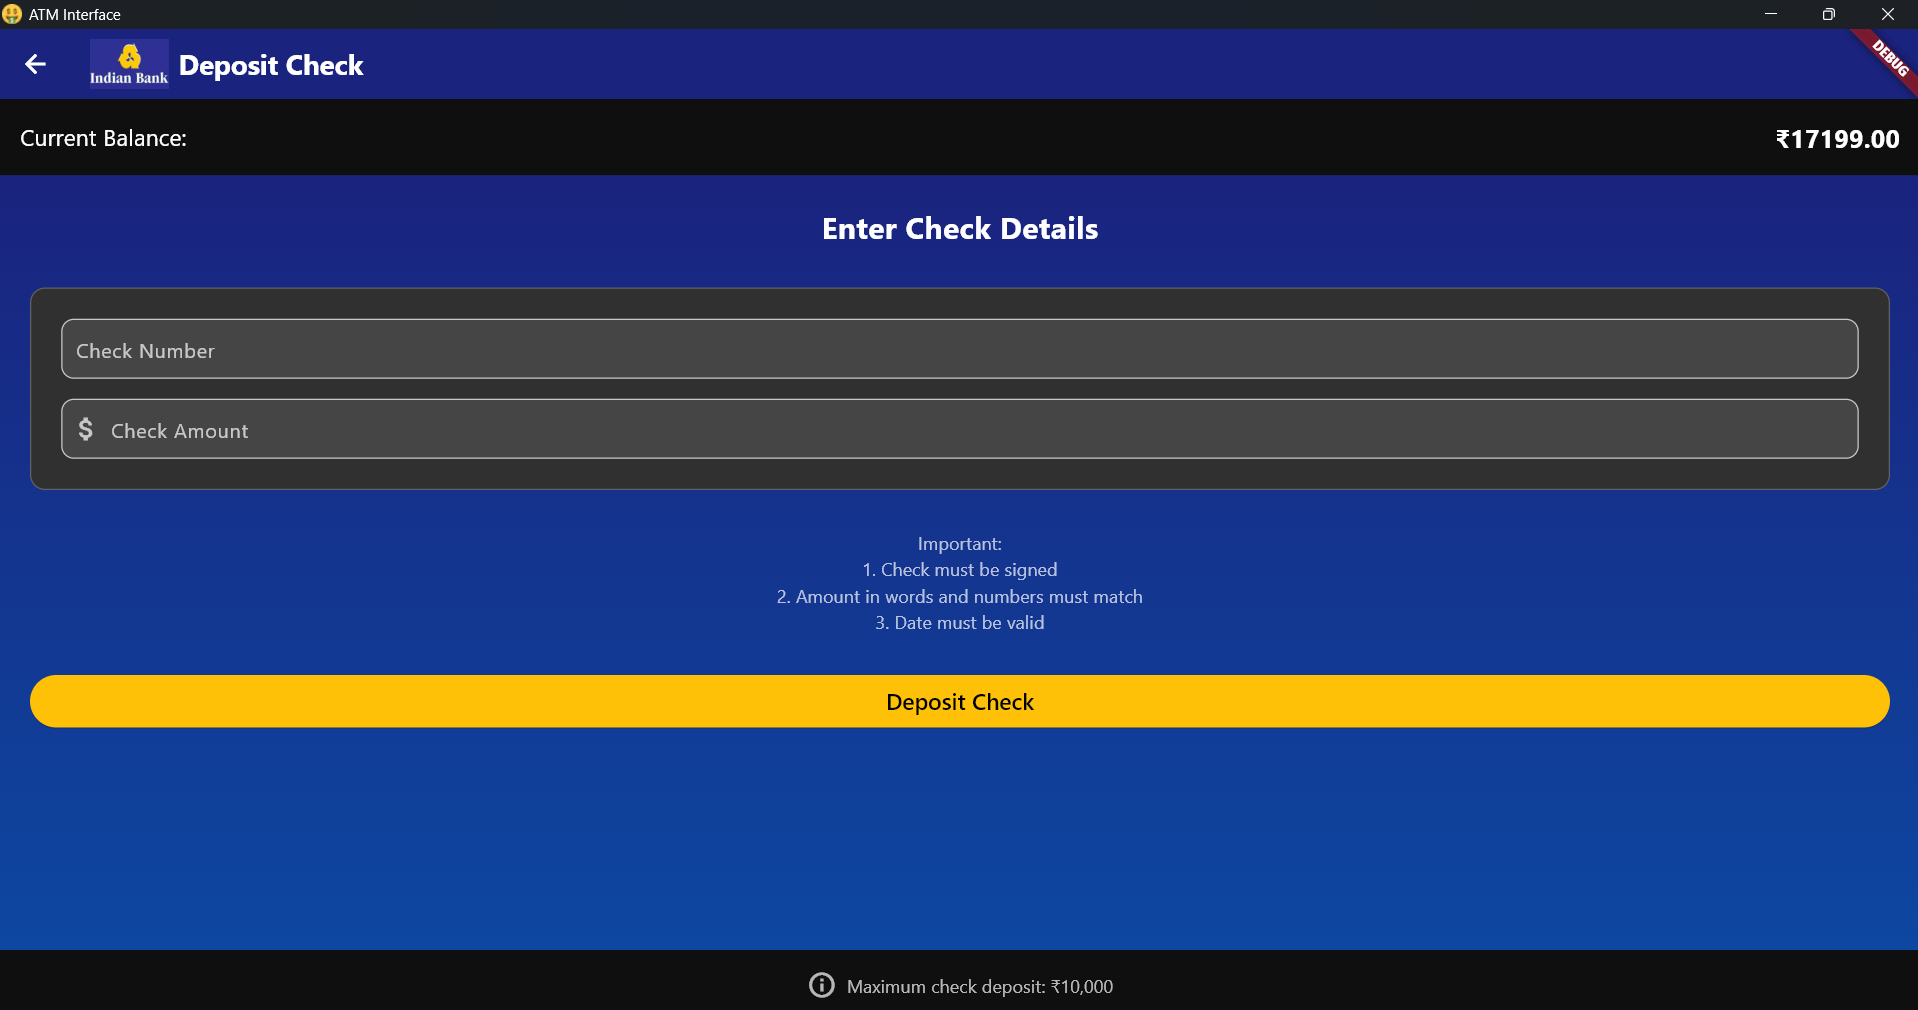 ATM Interface
Indian Bank
Deposit Check
DEBUG
Current Balance:
₹17199.00
Enter Check Details
Check Number
$ Check Amount
Important:
1. Check must be signed
2. Amount in words and numbers must match
3. Date must be valid
Deposit Check
Maximum check deposit: ₹10,000